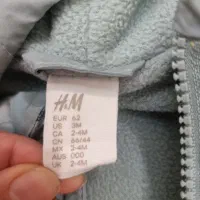 H&M
EUR 62
US 3M
CA 2-4M
CN 66/44
MX 2-4M
AUS 000
UK 2-4M